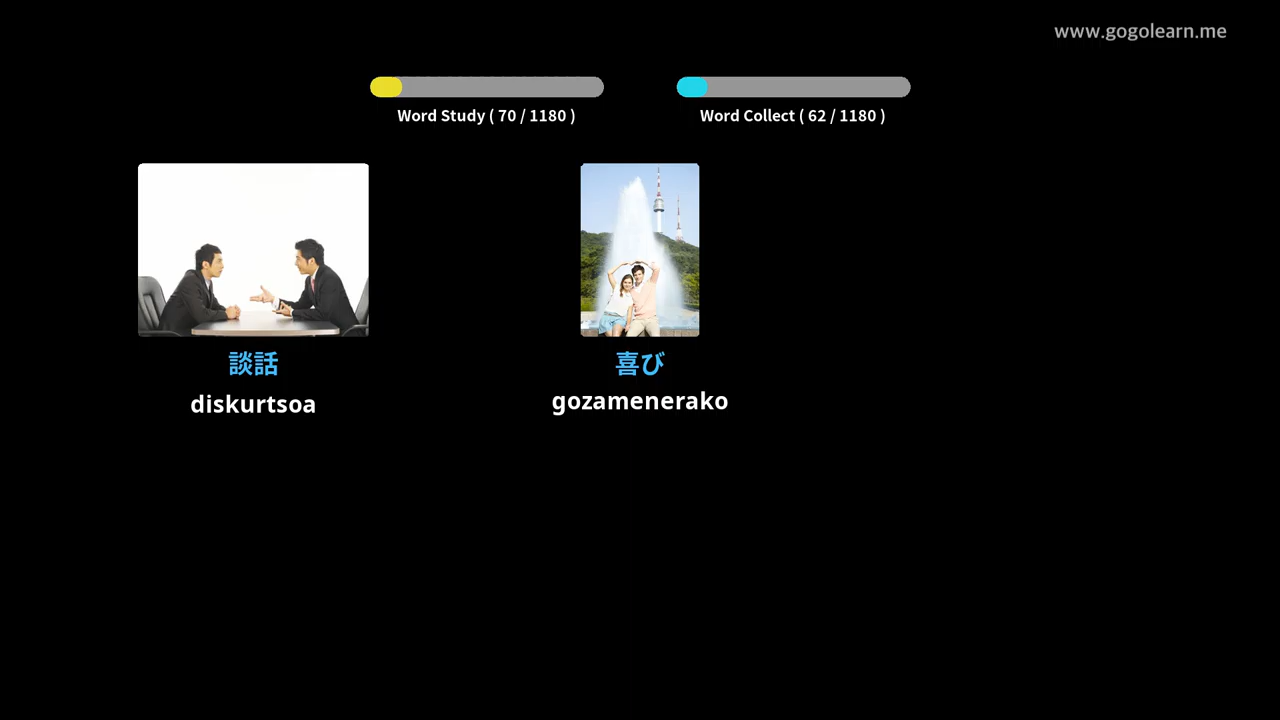 www.gogolearn.me
Word Study ( 70 / 1180 )
Word Collect ( 62 / 1180 )
談話
diskurtsoa
喜び
gozamenerako